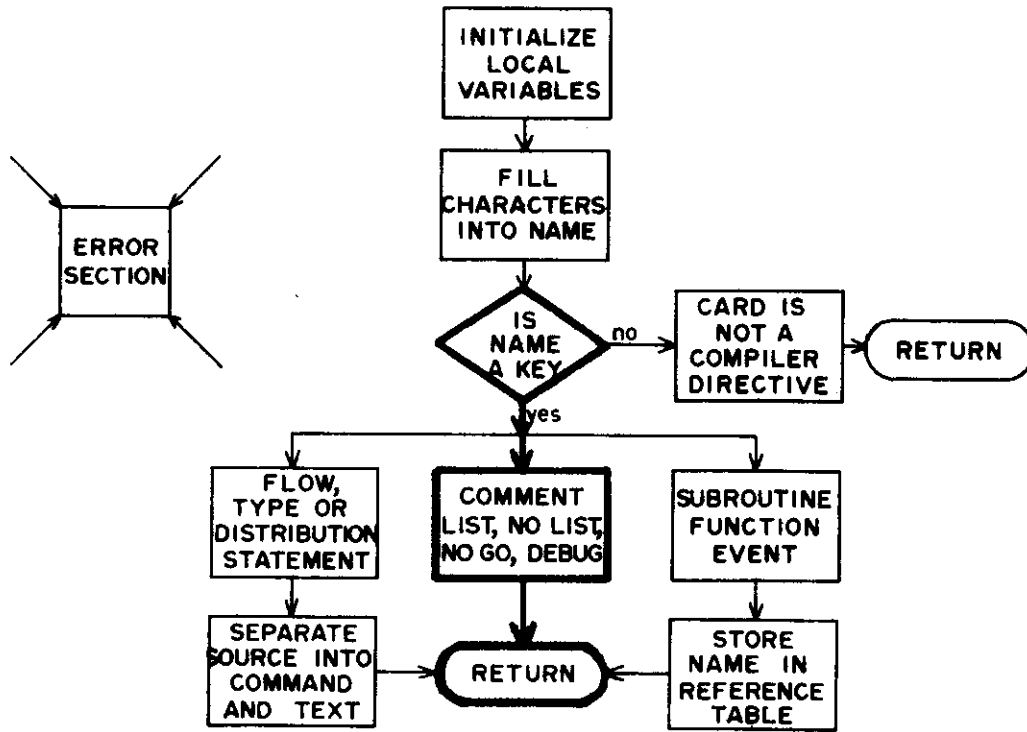 INITIALIZE
LOCAL
VARIABLES
FILL
CHARACTERS
INTO NAME
ERROR
SECTION
IS
NAME
A KEY
no
CARD IS
NOT A
COMPILER
DIRECTIVE
RETURN
yes
FLOW,
TYPE OR
DISTRIBUTION
STATEMENT
COMMENT
LIST, NO LIST,
NO GO, DEBUG
SUBROUTINE
FUNCTION
EVENT
SEPARATE
SOURCE INTO
COMMAND
AND TEXT
RETURN
STORE
NAME IN
REFERENCE
TABLE